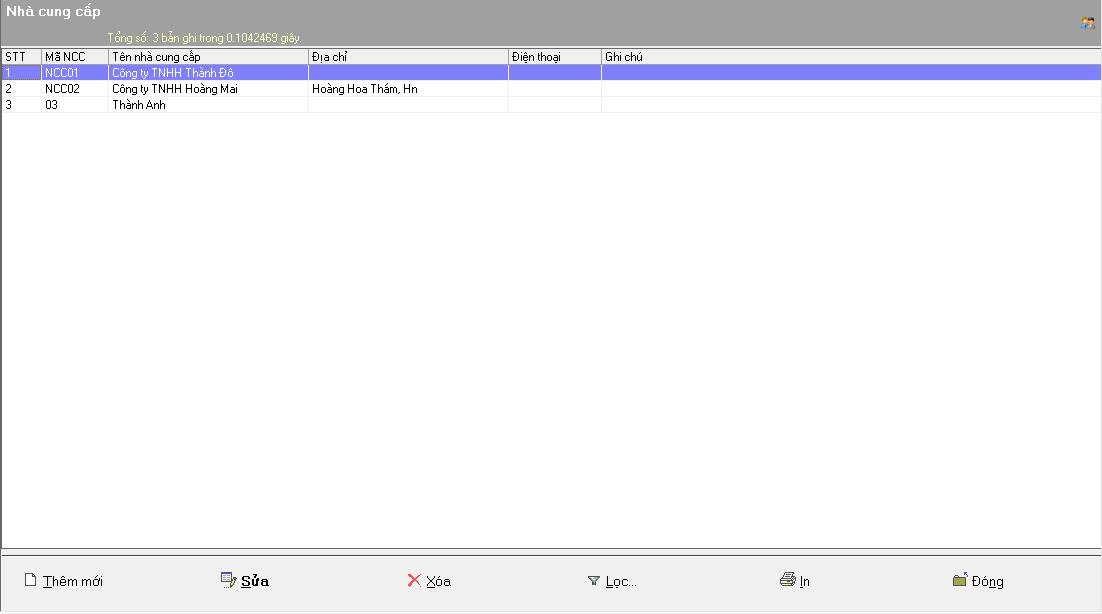 Nhà cung cấp
Tổng số: 3 bản ghi trong 0.1042469 giây.
STT Mã NCC Tên nhà cung cấp Địa chỉ Điện thoại Ghi chú
1 NCC01 Công ty TNHH Thành Đô
2 NCC02 Công ty TNHH Hoàng Mai Hoàng Hoa Thám, Hn
3 03 Thành Anh
Thêm mới Sửa Xóa Lọc... In Đóng